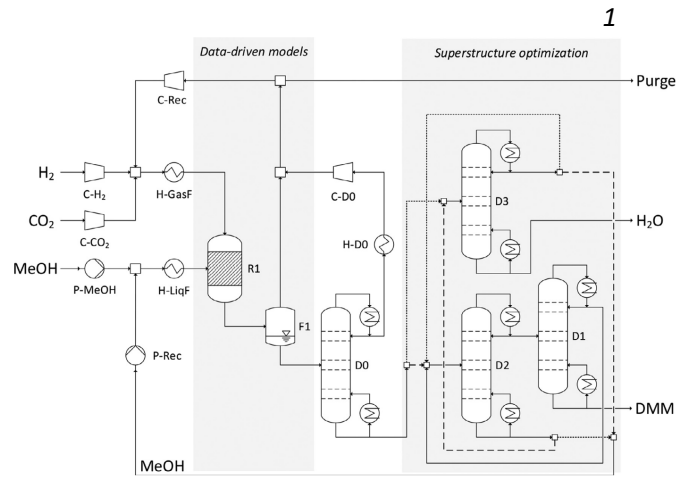 1
Data-driven models
Superstructure optimization
Purge
C-Rec
H₂
C-H₂
H-GasF
C-D0
D3
CO₂
C-CO₂
H₂O
H-D0
MeOH
P-MeOH
H-LiqF
R1
F1
D1
P-Rec
D0
D2
DMM
MeOH